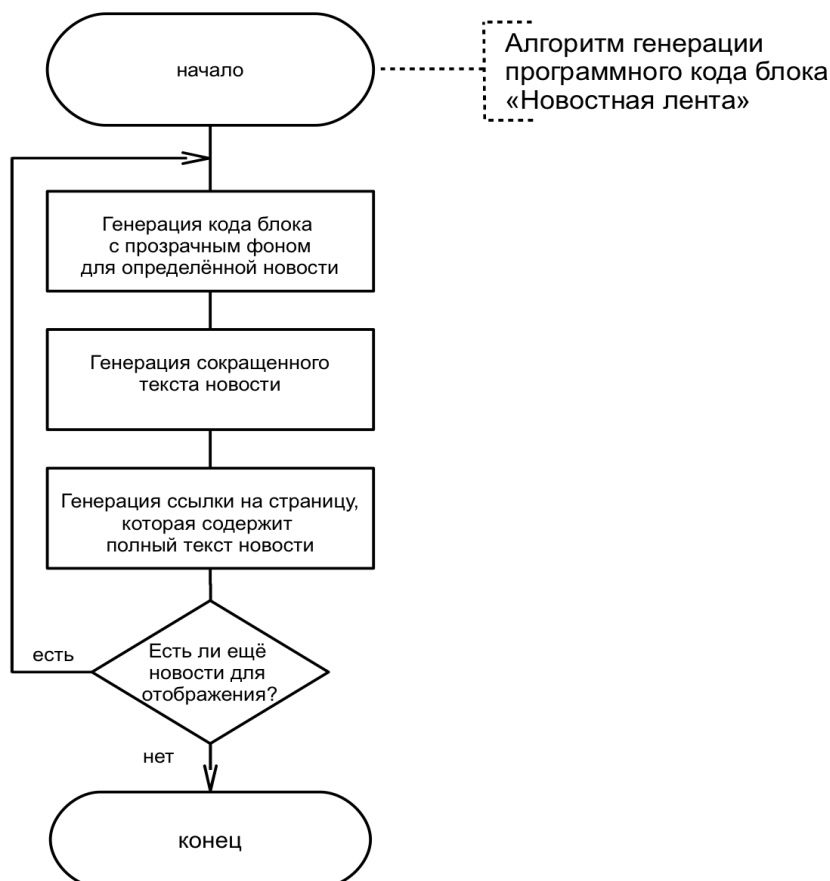 начало
Алгоритм генерации
программного кода блока
«Новостная лента»
Генерация кода блока
с прозрачным фоном
для определённой новости
Генерация сокращенного
текста новости
Генерация ссылки на страницу,
которая содержит
полный текст новости
есть
Есть ли ещё
новости для
отображения?
нет
конец